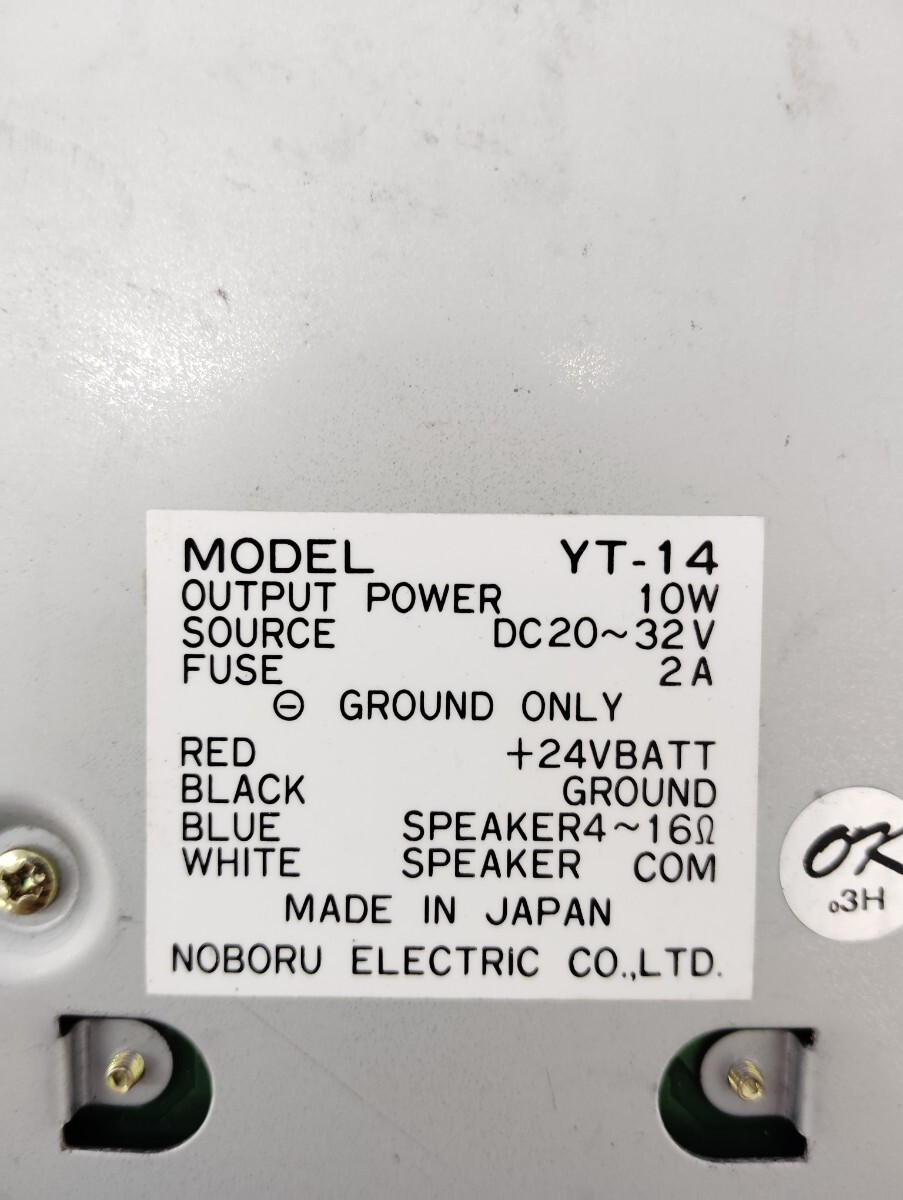 MODEL YT-14
OUTPUT POWER 10W
SOURCE DC20~32V
FUSE 2A
⊖ GROUND ONLY
RED +24VBATT
BLACK GROUND
BLUE SPEAKER4~16Ω
WHITE SPEAKER COM
MADE IN JAPAN
NOBORU ELECTRIC CO.,LTD.
OK
.3H